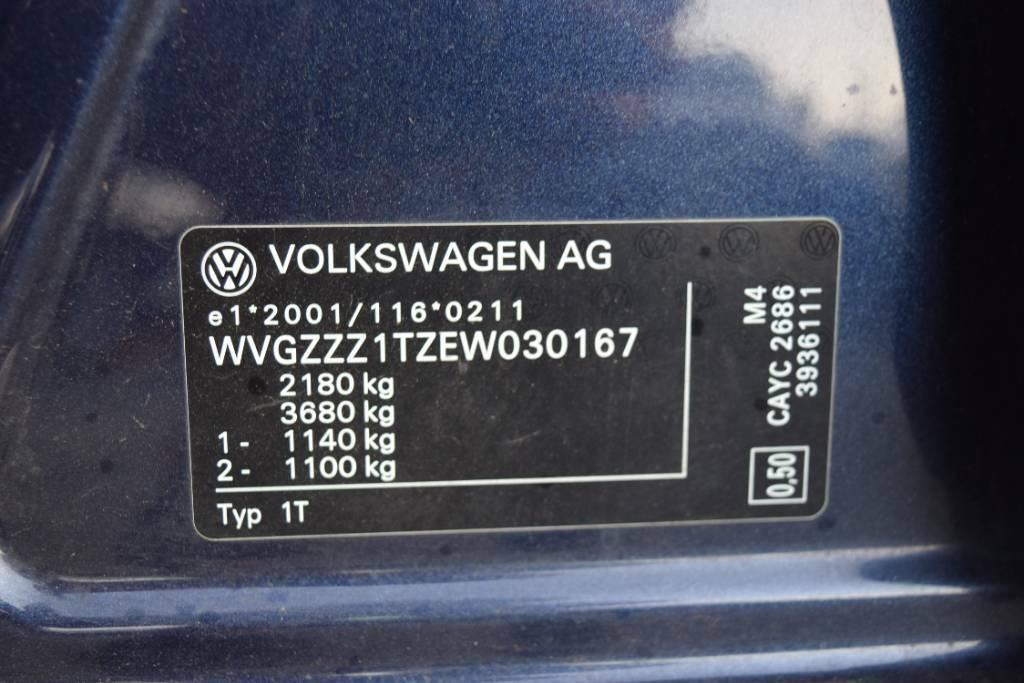 VOLKSWAGEN AG
e1*2001/116*0211
WVGZZZ1TZEW030167
2180 kg
3680 kg
1- 1140 kg
2- 1100 kg
Typ 1T
M4
CAYC 2686
3936111
0,50